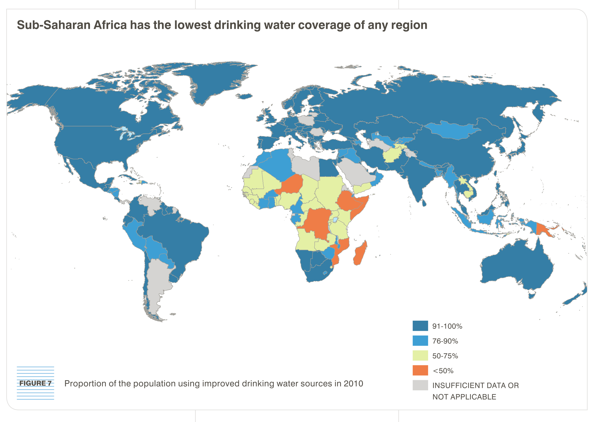 Sub-Saharan Africa has the lowest drinking water coverage of any region
91-100%
76-90%
50-75%
<50%
INSUFFICIENT DATA OR
NOT APPLICABLE
FIGURE 7
Proportion of the population using improved drinking water sources in 2010